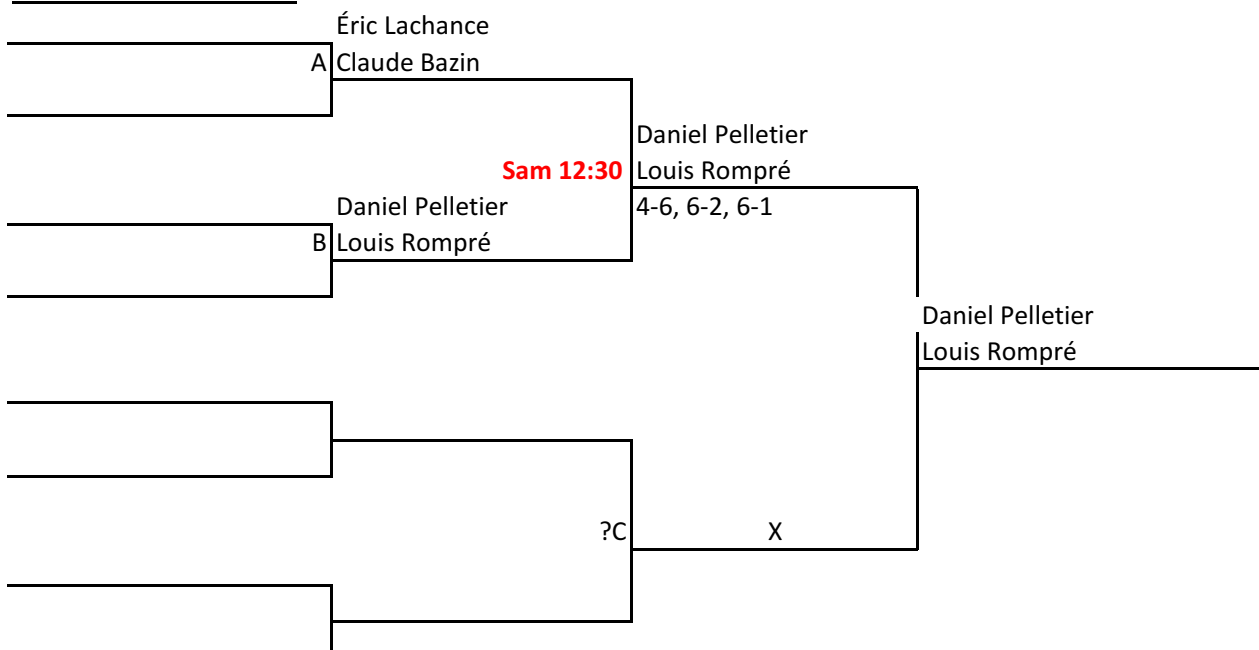 Éric Lachance
A Claude Bazin
Daniel Pelletier
Sam 12:30 Louis Rompré
Daniel Pelletier 4-6, 6-2, 6-1
B Louis Rompré
Daniel Pelletier
Louis Rompré
?C X